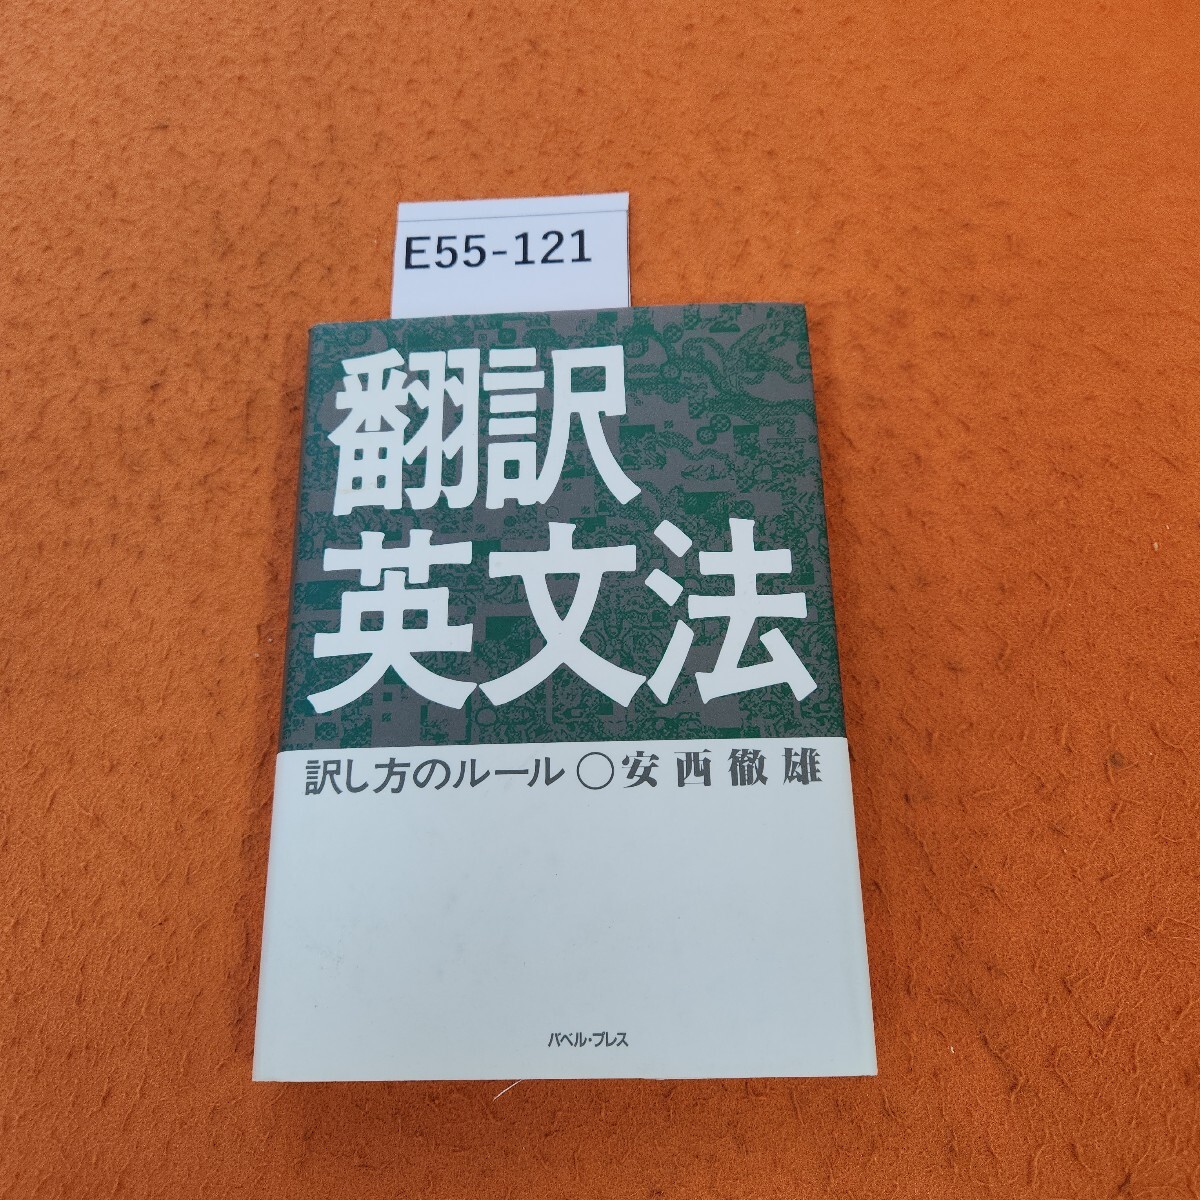 E55-121
翻訳
英文法
訳し方のルール○安西徹雄
バベル・プレス